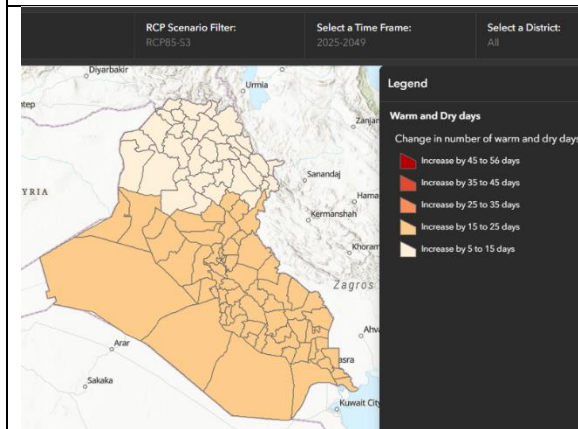 RCP Scenario Filter:
Select a Time Frame:
Select a District:
RCP85-S3
2025-2049
All
Diyarbakir
Urmia
Zanjan
Sanandaj
Hama
Kermanshah
Khoram
YRIA
Zagros
Ahv
asra
Arar
Sakaka
Kuwait City
Legend
Warm and Dry days
Change in number of warm and dry days
Increase by 45 to 56 days
Increase by 35 to 45 days
Increase by 25 to 35 days
Increase by 15 to 25 days
Increase by 5 to 15 days